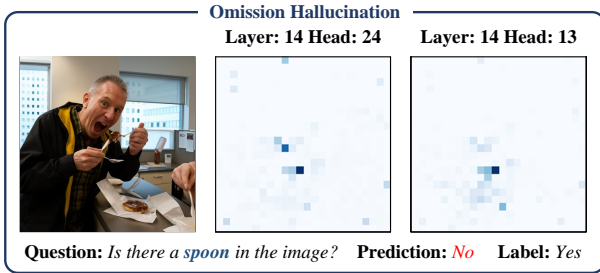 Omission Hallucination
Layer: 14 Head: 24 Layer: 14 Head: 13
Question: Is there a spoon in the image? Prediction: No Label: Yes